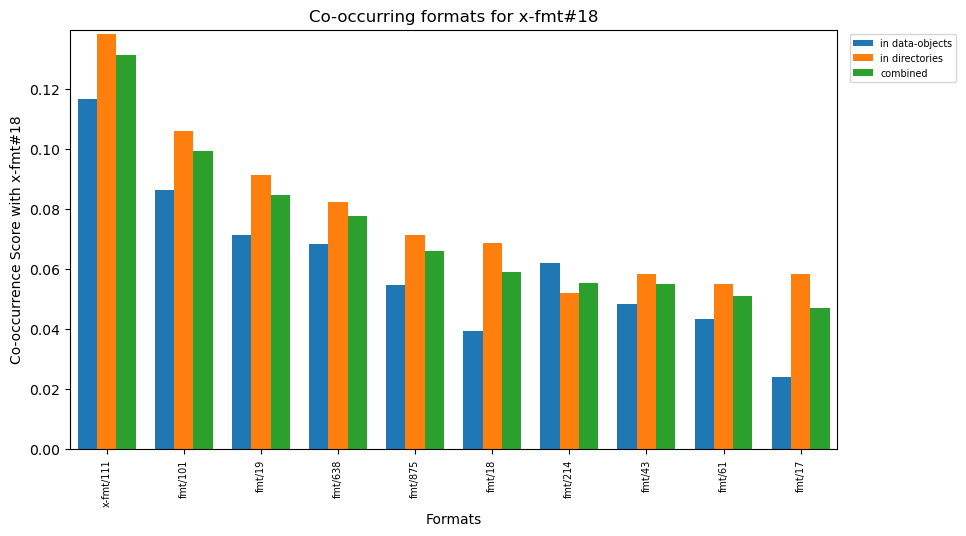 Co-occurring formats for x-fmt#18
in data-objects
in directories
combined
Co-occurrence Score with x-fmt#18
0.12
0.10
0.08
0.06
0.04
0.02
0.00
x-fmt/111
fmt/101
fmt/19
fmt/638
fmt/875
fmt/18
fmt/214
fmt/43
fmt/61
fmt/17
Formats